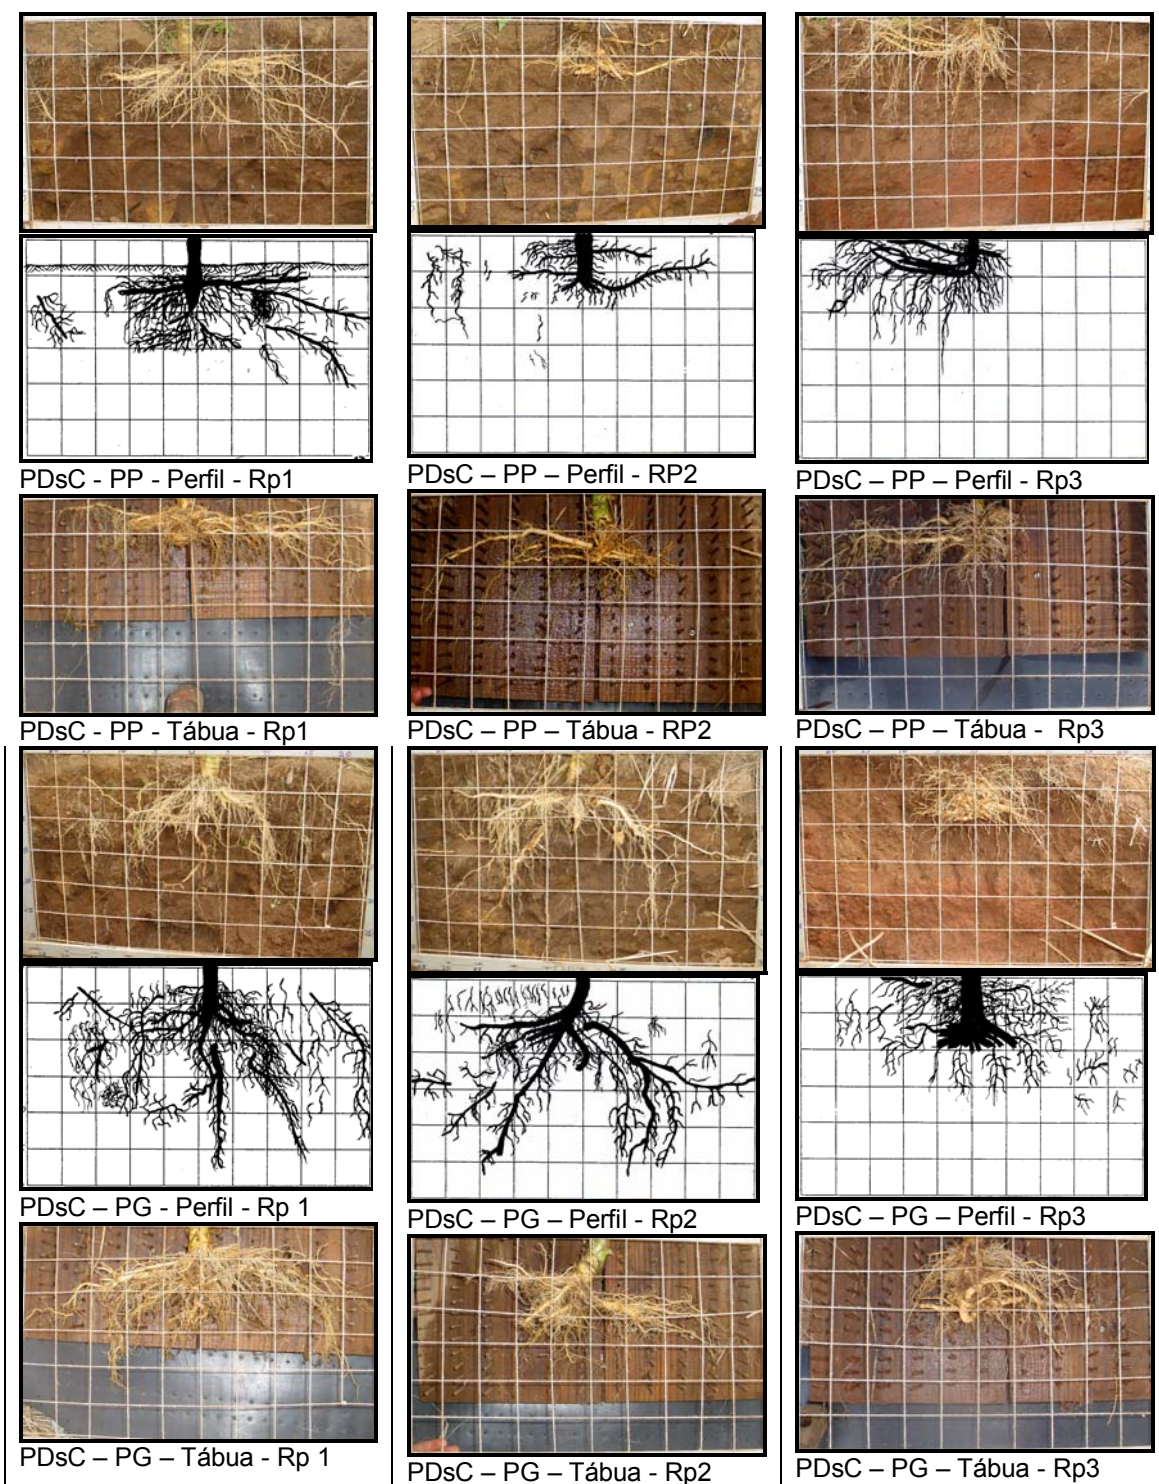 PDsC - PP - Perfil - Rp1
PDsC – PP – Perfil - RP2
PDsC – PP – Perfil - Rp3
PDsC - PP - Tábua - Rp1
PDsC – PP – Tábua - RP2
PDsC – PP – Tábua - Rp3
PDsC – PG - Perfil - Rp 1
PDsC – PG – Perfil - Rp2
PDsC – PG – Perfil - Rp3
PDsC – PG – Tábua - Rp 1
PDsC – PG – Tábua - Rp2
PDsC – PG – Tábua - Rp3